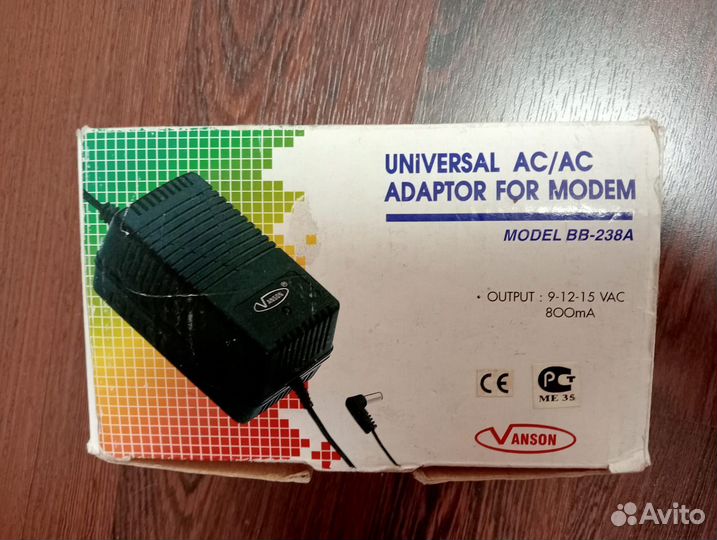 UNiVERSAL AC/AC
ADAPTOR FOR MODEM
MODEL BB-238A
• OUTPUT : 9-12-15 VAC
800mA
VANSON ®
CE
РСТ
ME 35
VANSON
Avito